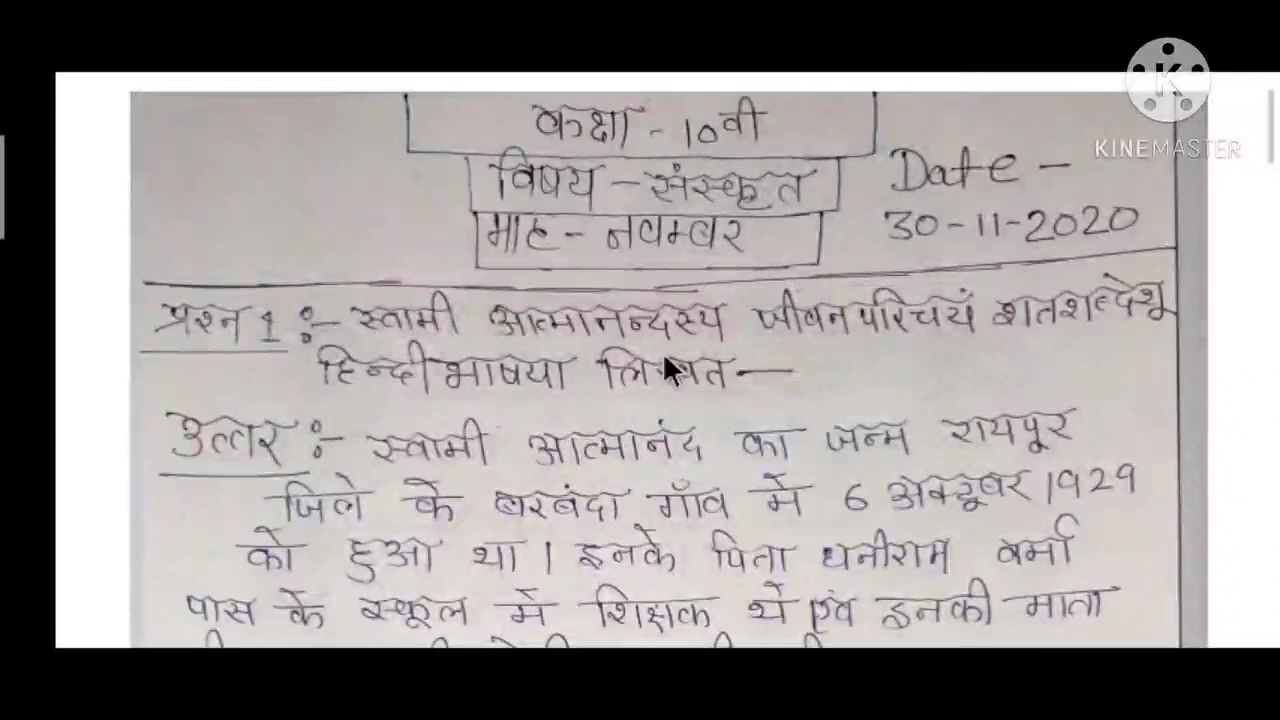 K
KINEMASTER
कक्षा - 10वी
विषय - संस्कृत
माह - नवम्बर
Date -
30-11-2020
प्रश्न 1 :- स्वामी आत्मानन्दस्य जीवनपरिचयं शतशब्देषू
हिन्दीभाषया लिखत-
उत्तर :- स्वामी आत्मानंद का जन्म रायपुर
जिले के बरबंदा गाँव में 6 अक्टूबर 1929
को हुआ था। इनके पिता धनीराम वर्मा
पास के स्कूल में शिक्षक थे एंव इनकी माता